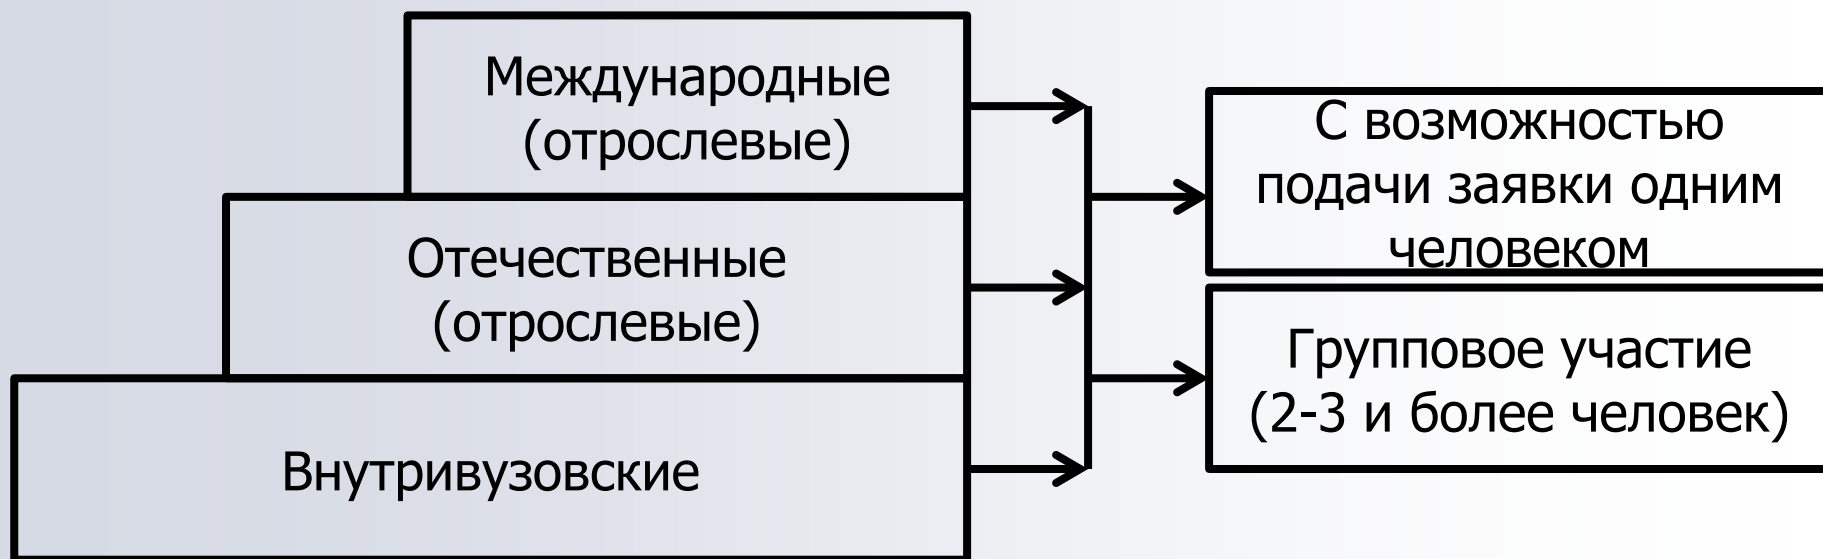 Международные
(отрослевые)
Отечественные
(отрослевые)
Внутривузовские
С возможностью
подачи заявки одним
человеком
Групповое участие
(2-3 и более человек)